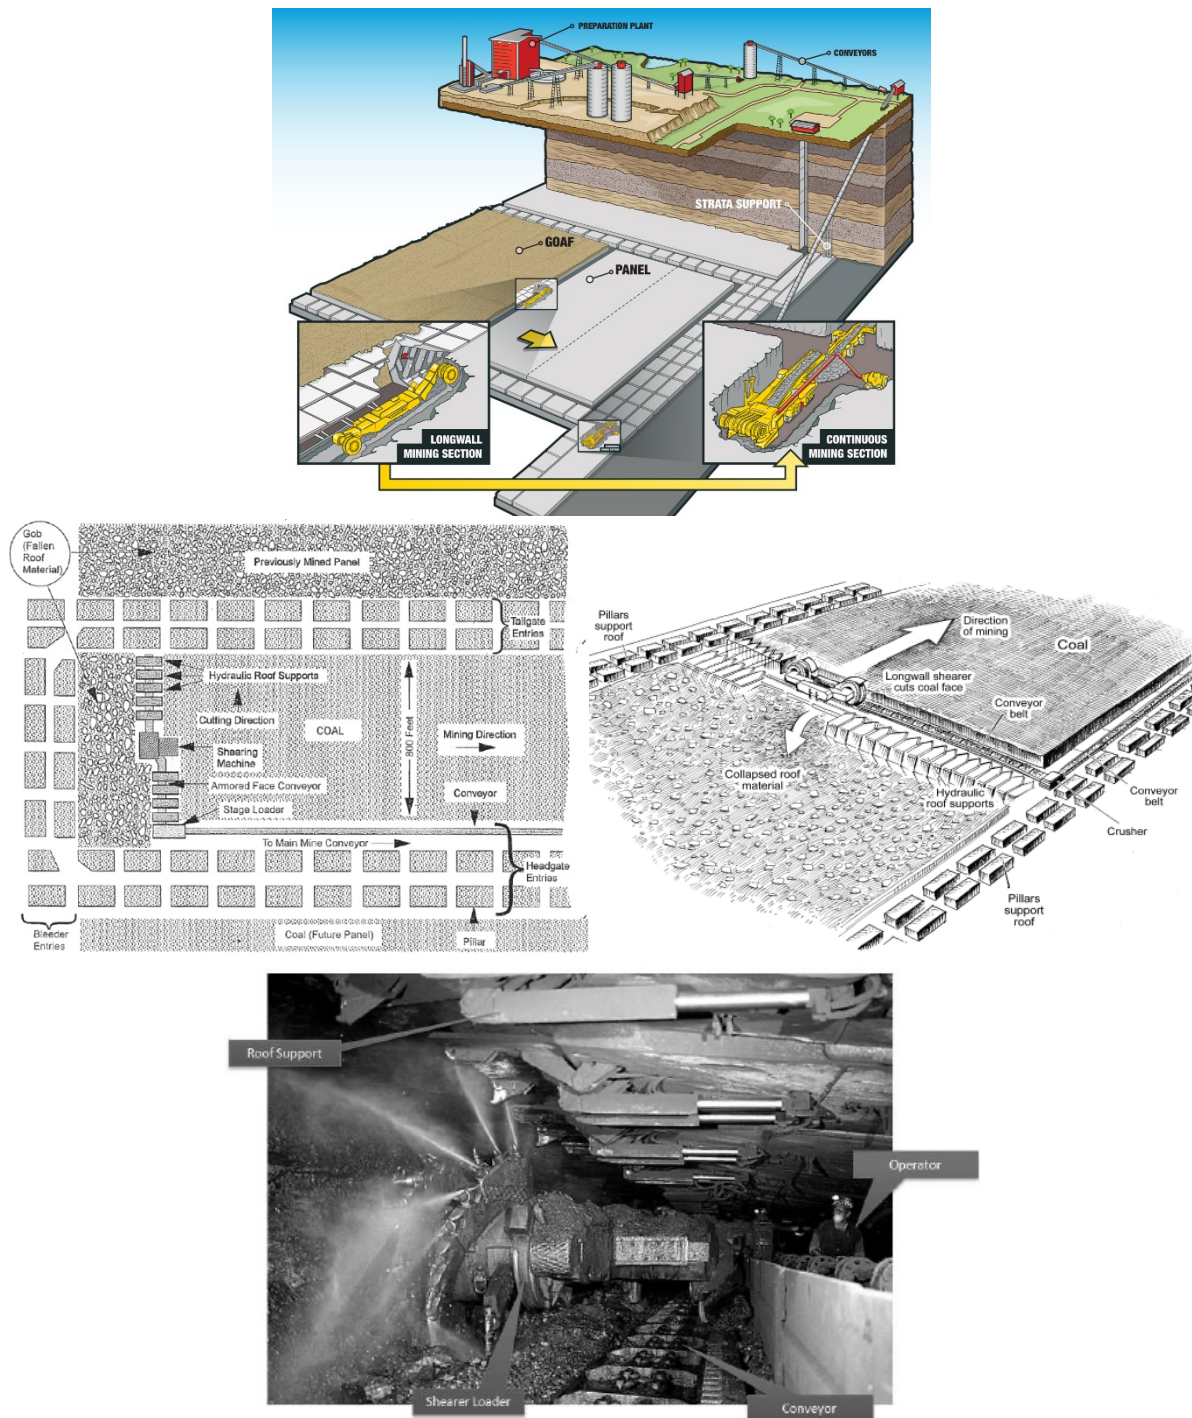 PREPARATION PLANT
CONVEYORS
STRATA SUPPORT
GOAF
PANEL
LONGWALL
MINING SECTION
CONTINUOUS
MINING SECTION
Gob
(Fallen
Roof
Material)
Previously Mined Panel
Tailgate
Entries
Hydraulic Roof Supports
Cutting Direction
COAL
800 Feet
Mining Direction
Shearing
Machine
Armored Face Conveyor
Conveyor
Stage Loader
To Main Mine Conveyor
Headgate
Entries
Bleeder
Entries
Coal (Future Panel)
Pillar
Pillars
support
roof
Direction
of mining
Coal
Longwall shearer
cuts coal face
Conveyor
belt
Collapsed roof
material
Hydraulic
roof supports
Conveyor
belt
Crusher
Pillars
support
roof
Roof Support
Operator
Shearer Loader
Conveyor